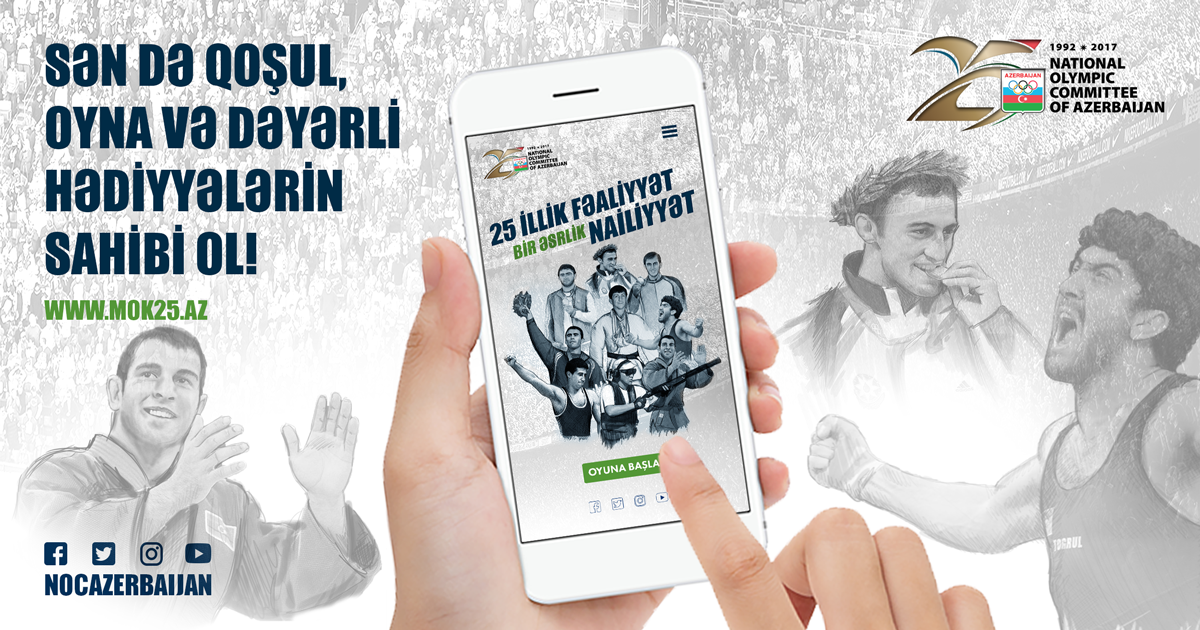 SƏN DƏ QOŞUL,
OYNA VƏ DƏYƏRLİ
HƏDİYYƏLƏRİN
SAHİBİ OL!
WWW.MOK25.AZ
NOCAZERBAIJAN
25
1992 ★ 2017
NATIONAL
OLYMPIC
COMMITTEE
OF AZERBAIJAN
AZERBAIJAN
25
1992 ★ 2017
NATIONAL
OLYMPIC
COMMITTEE
OF AZERBAIJAN
25 İLLİK FƏALİYYƏT
BİR ƏSRLİK NAİLİYYƏT
OYUNA BAŞLA
TOGRUL